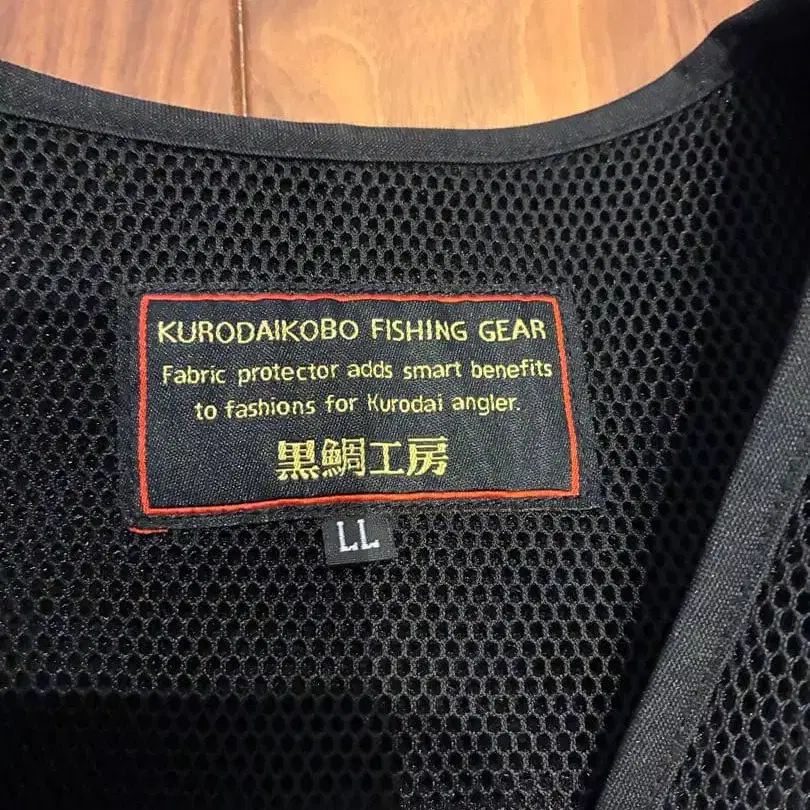 KURODAIKOBO FISHING GEAR
Fabric protector adds smart benefits
to fashions for Kurodai angler.
黒鯛工房
LL